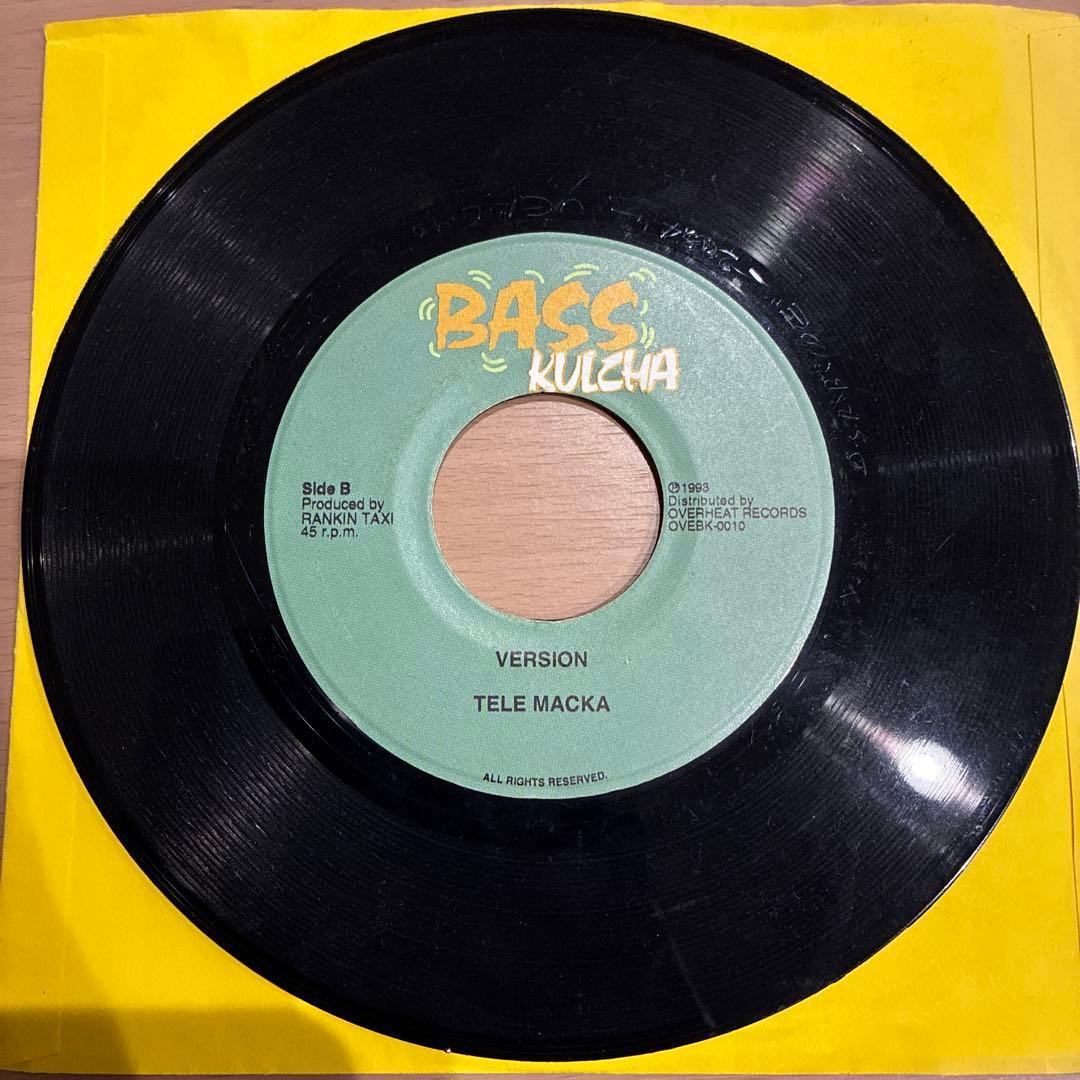 BASS
KULCHA
Side B
Produced by
RANKIN TAXI
45 r.p.m.
℗1993
Distributed by
OVERHEAT RECORDS
OVEBK-0010
VERSION
TELE MACKA
ALL RIGHTS RESERVED.